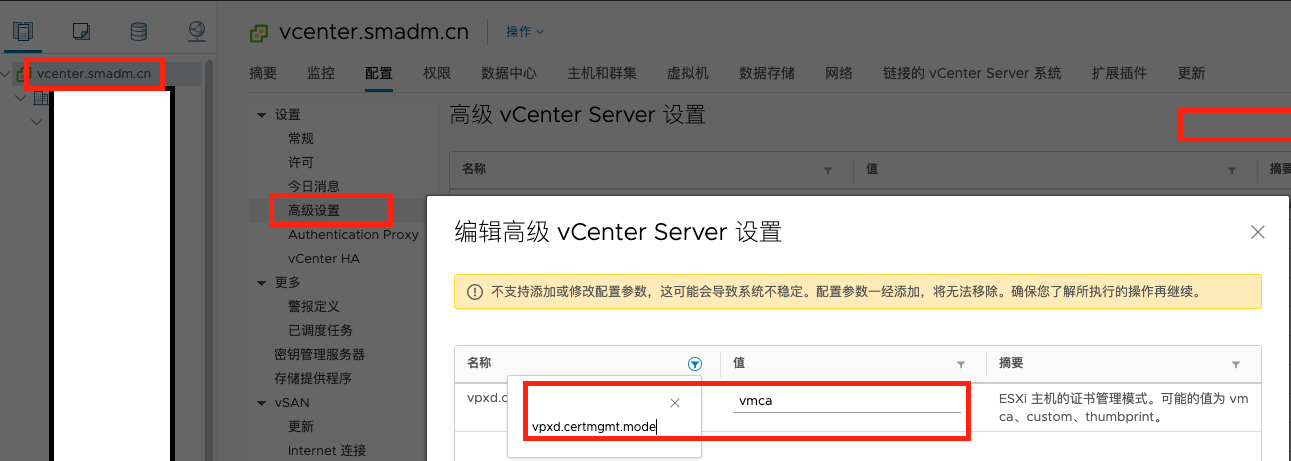 vcenter.smadm.cn
操作
vcenter.smadm.cn
摘要 监控 配置 权限 数据中心 主机和群集 虚拟机 数据存储 网络 链接的 vCenter Server 系统 扩展插件 更新
设置
常规
许可
今日消息
高级设置
Authentication Proxy
vCenter HA
更多
警报定义
已调度任务
密钥管理服务器
存储提供程序
vSAN
更新
Internet 连接
高级 vCenter Server 设置
名称 值 摘要
编辑高级 vCenter Server 设置
不支持添加或修改配置参数，这可能会导致系统不稳定。配置参数一经添加，将无法移除。确保您了解所执行的操作再继续。
名称 值 摘要
vpxd.c vmca ESXi 主机的证书管理模式。可能的值为 vm
ca、custom、thumbprint。
vpxd.certmgmt.mode